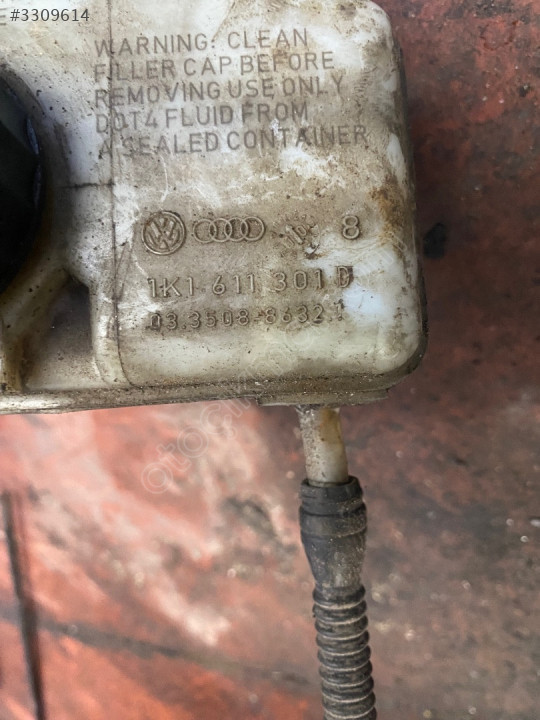 #3309614
WARNING: CLEAN
FILLER CAP BEFORE
REMOVING USE ONLY
DOT4 FLUID FROM
A SEALED CONTAINER
8
1K1 611 301 D
03.3508-8632.1